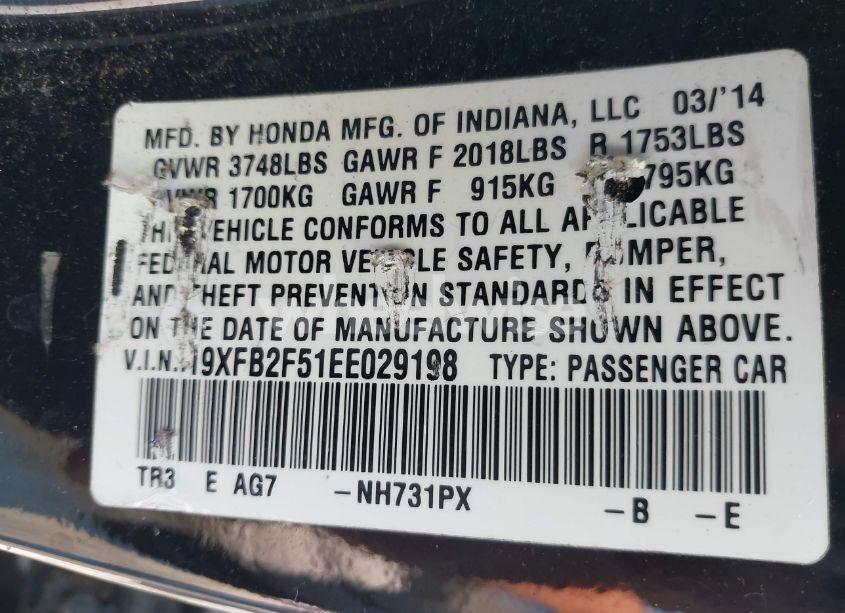 MFD. BY HONDA MFG. OF INDIANA, LLC 03/'14
GVWR 3748LBS GAWR F 2018LBS R 1753LBS
GVWR 1700KG GAWR F 915KG 795KG
THIS VEHICLE CONFORMS TO ALL APPLICABLE
FEDERAL MOTOR VEHICLE SAFETY, BUMPER,
AND THEFT PREVENTION STANDARDS IN EFFECT
ON THE DATE OF MANUFACTURE SHOWN ABOVE.
V.I.N.: 19XFB2F51EE029198 TYPE: PASSENGER CAR
TR3 E AG7 -NH731PX -B -E